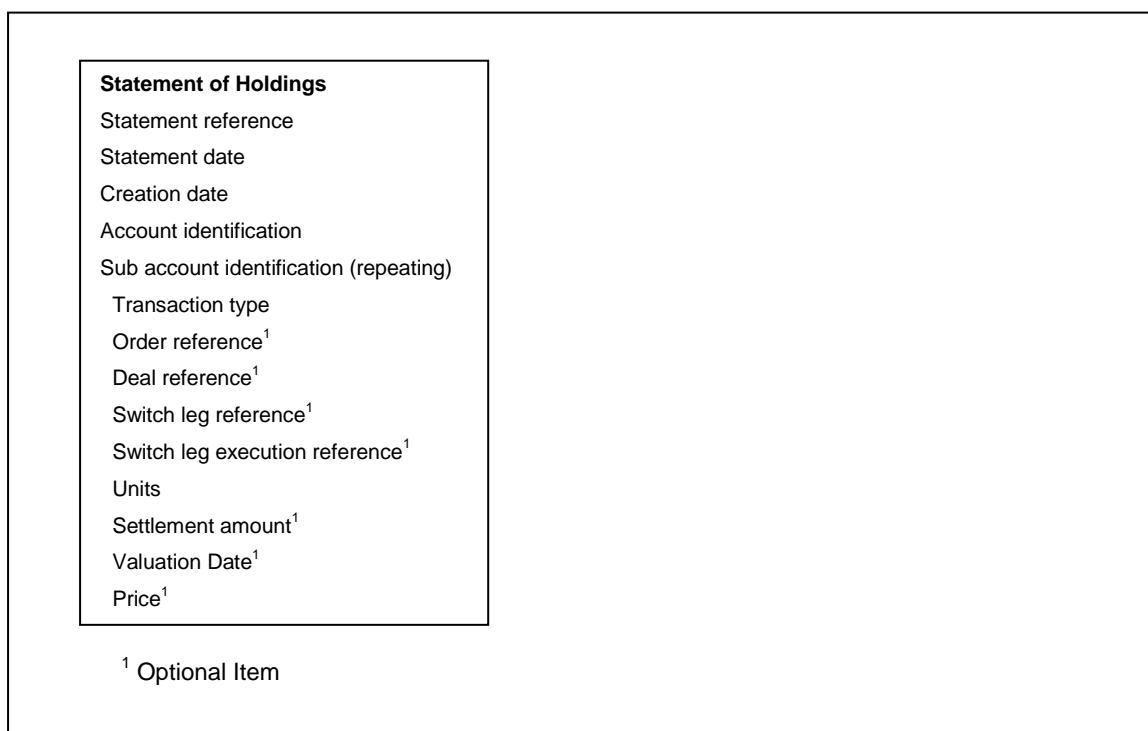 Statement of Holdings
Statement reference
Statement date
Creation date
Account identification
Sub account identification (repeating)
Transaction type
Order reference¹
Deal reference¹
Switch leg reference¹
Switch leg execution reference¹
Units
Settlement amount¹
Valuation Date¹
Price¹
¹ Optional Item